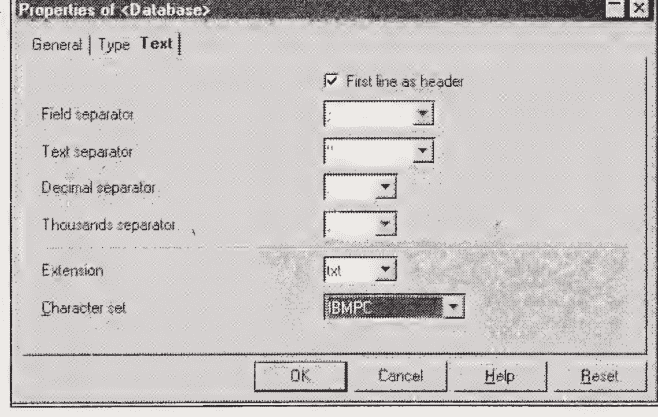 Properties of <Database>
General Type Text
First line as header
Field separator ;
Text separator "
Decimal separator
Thousands separator
Extension txt
Character set IBMPC
OK Cancel Help Reset